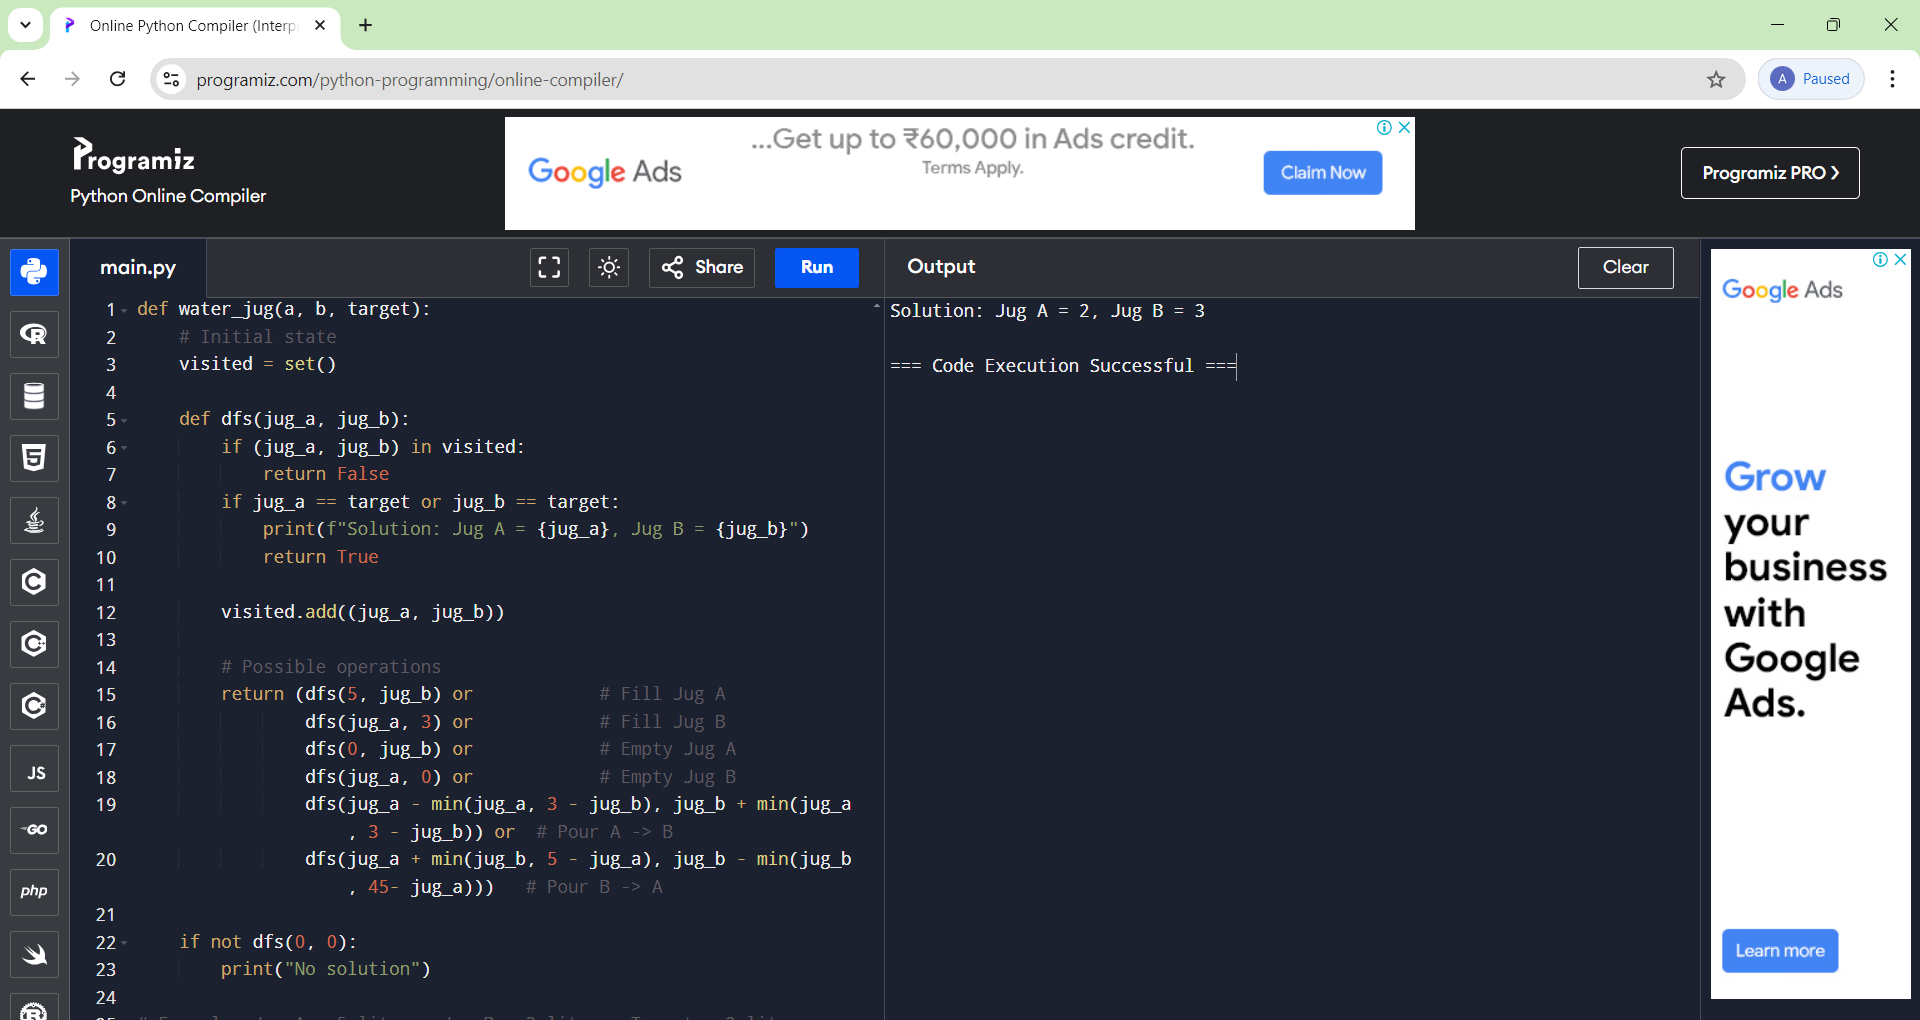 Online Python Compiler (Interp
programiz.com/python-programming/online-compiler/
A Paused
Programiz
Python Online Compiler
Google Ads
...Get up to ₹60,000 in Ads credit.
Terms Apply.
Claim Now
Programiz PRO >
main.py
Share
Run
Output
Clear
1 def water_jug(a, b, target):
2     # Initial state
3     visited = set()
4
5     def dfs(jug_a, jug_b):
6         if (jug_a, jug_b) in visited:
7             return False
8         if jug_a == target or jug_b == target:
9             print(f"Solution: Jug A = {jug_a}, Jug B = {jug_b}")
10             return True
11
12         visited.add((jug_a, jug_b))
13
14         # Possible operations
15         return (dfs(5, jug_b) or            # Fill Jug A
16                 dfs(jug_a, 3) or            # Fill Jug B
17                 dfs(0, jug_b) or            # Empty Jug A
18                 dfs(jug_a, 0) or            # Empty Jug B
19                 dfs(jug_a - min(jug_a, 3 - jug_b), jug_b + min(jug_a
                    , 3 - jug_b)) or  # Pour A -> B
20                 dfs(jug_a + min(jug_b, 5 - jug_a), jug_b - min(jug_b
                    , 45- jug_a)))   # Pour B -> A
21
22     if not dfs(0, 0):
23         print("No solution")
24
Solution: Jug A = 2, Jug B = 3
=== Code Execution Successful ===
JS
GO
php
Google Ads
Grow
your
business
with
Google
Ads.
Learn more